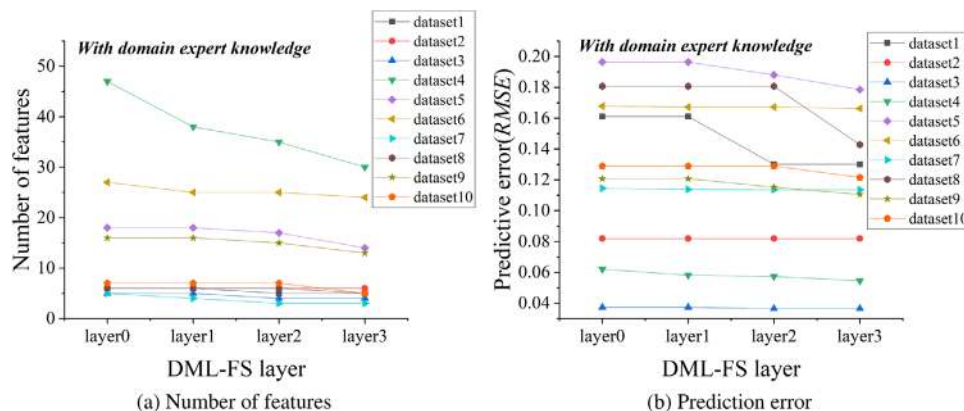 With domain expert knowledge
Number of features
50
40
30
20
10
0
layer0 layer1 layer2 layer3
DML-FS layer
dataset1
dataset2
dataset3
dataset4
dataset5
dataset6
dataset7
dataset8
dataset9
dataset10
(a) Number of features
With domain expert knowledge
Predictive error(RMSE)
0.20
0.18
0.16
0.14
0.12
0.10
0.08
0.06
0.04
layer0 layer1 layer2 layer3
DML-FS layer
dataset1
dataset2
dataset3
dataset4
dataset5
dataset6
dataset7
dataset8
dataset9
dataset10
(b) Prediction error